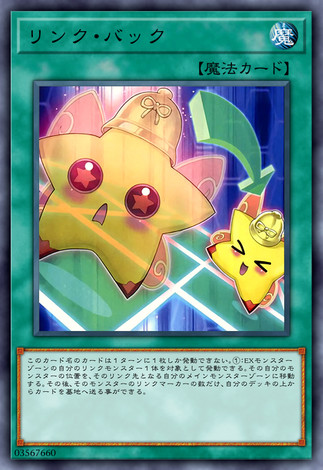 リンク・バック
魔
【魔法カード】
このカード名のカードは１ターンに１枚しか発動できない。①：EXモンスター
ゾーンの自分のリンクモンスター１体を対象として発動できる。その自分のモ
ンスターの位置を、そのリンク先となる自分のメインモンスターゾーンに移動
する。その後、そのモンスターのリンクマーカーの数だけ、自分のデッキの上か
らカードを墓地へ送る事ができる。
03567660